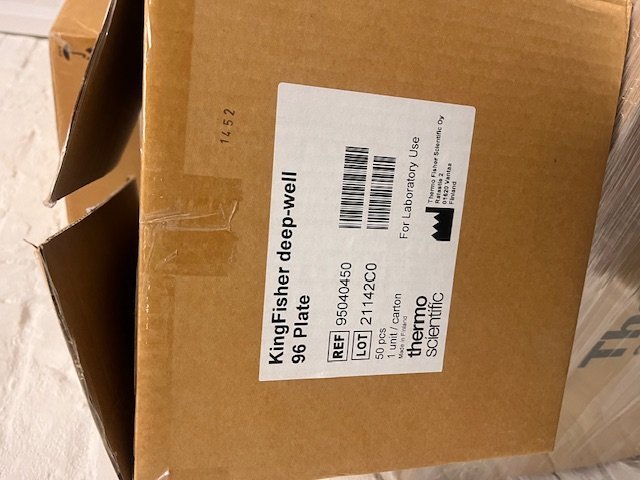 1452
KingFisher deep-well
96 Plate
REF 95040450
LOT 21142C0
50 pcs
1 unit / carton
Made in Finland
thermo
scientific
For Laboratory Use
Thermo Fisher Scientific Oy
Ratastie 2
01620 Vantaa
Finland
Th